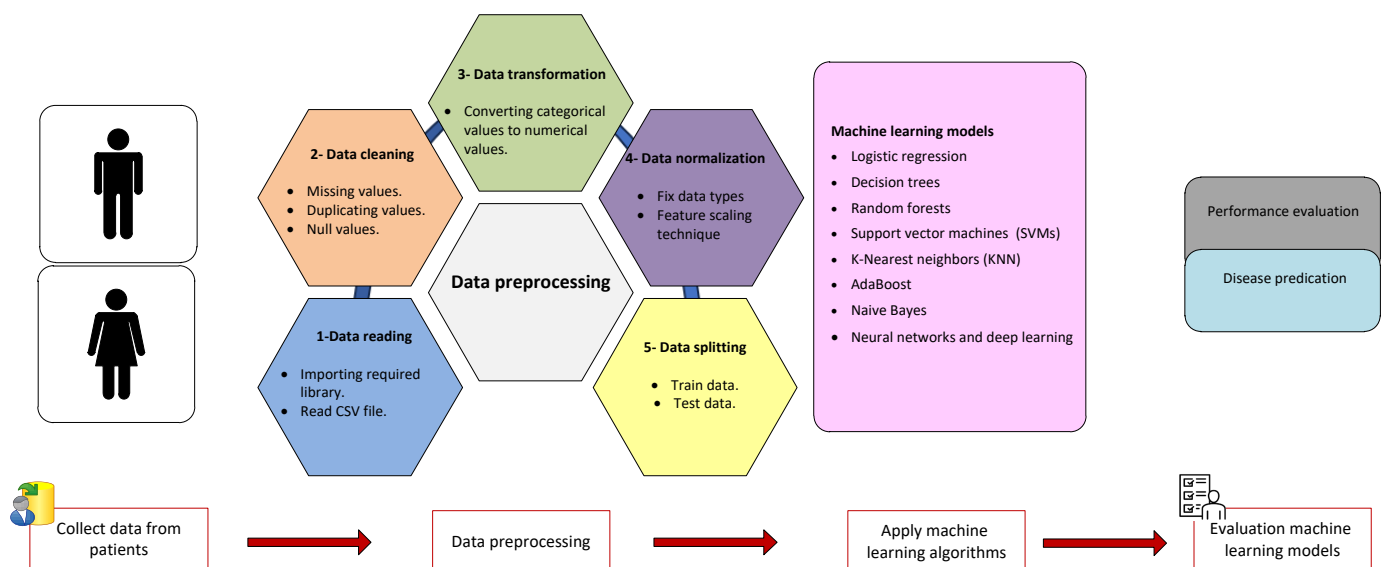 3- Data transformation
• Converting categorical
values to numerical
values.
2- Data cleaning
• Missing values.
• Duplicating values.
• Null values.
4- Data normalization
• Fix data types
• Feature scaling
technique
Data preprocessing
1-Data reading
• Importing required
library.
• Read CSV file.
5- Data splitting
• Train data.
• Test data.
Machine learning models
• Logistic regression
• Decision trees
• Random forests
• Support vector machines (SVMs)
• K-Nearest neighbors (KNN)
• AdaBoost
• Naive Bayes
• Neural networks and deep learning
Performance evaluation
Disease predication
Collect data from
patients
Data preprocessing
Apply machine
learning algorithms
Evaluation machine
learning models